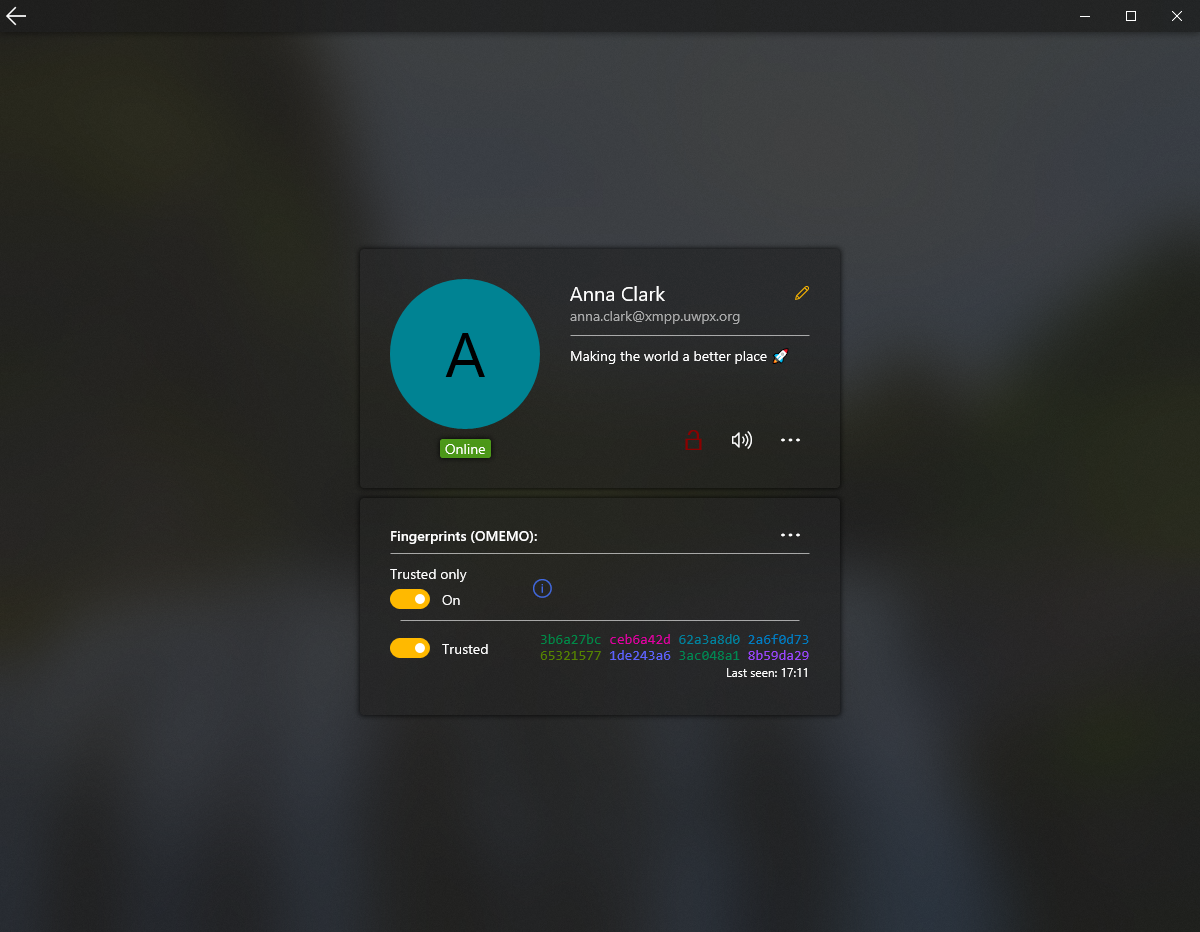 A
Anna Clark
anna.clark@xmpp.uwpx.org
Making the world a better place 🚀
Online
Fingerprints (OMEMO):
Trusted only
On
Trusted
3b6a27bc ceb6a42d 62a3a8d0 2a6f0d73
65321577 1de243a6 3ac048a1 8b59da29
Last seen: 17:11